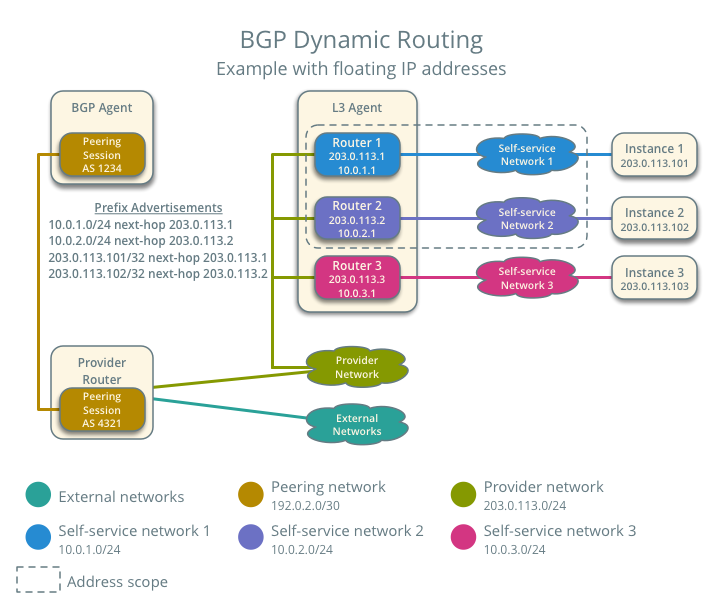 BGP Dynamic Routing
Example with floating IP addresses
BGP Agent
Peering
Session
AS 1234
L3 Agent
Router 1
203.0.113.1
10.0.1.1
Self-service
Network 1
Instance 1
203.0.113.101
Prefix Advertisements
10.0.1.0/24 next-hop 203.0.113.1
10.0.2.0/24 next-hop 203.0.113.2
203.0.113.101/32 next-hop 203.0.113.1
203.0.113.102/32 next-hop 203.0.113.2
Router 2
203.0.113.2
10.0.2.1
Self-service
Network 2
Instance 2
203.0.113.102
Router 3
203.0.113.3
10.0.3.1
Self-service
Network 3
Instance 3
203.0.113.103
Provider
Router
Peering
Session
AS 4321
Provider
Network
External
Networks
External networks
Peering network
192.0.2.0/30
Provider network
203.0.113.0/24
Self-service network 1
10.0.1.0/24
Self-service network 2
10.0.2.0/24
Self-service network 3
10.0.3.0/24
Address scope